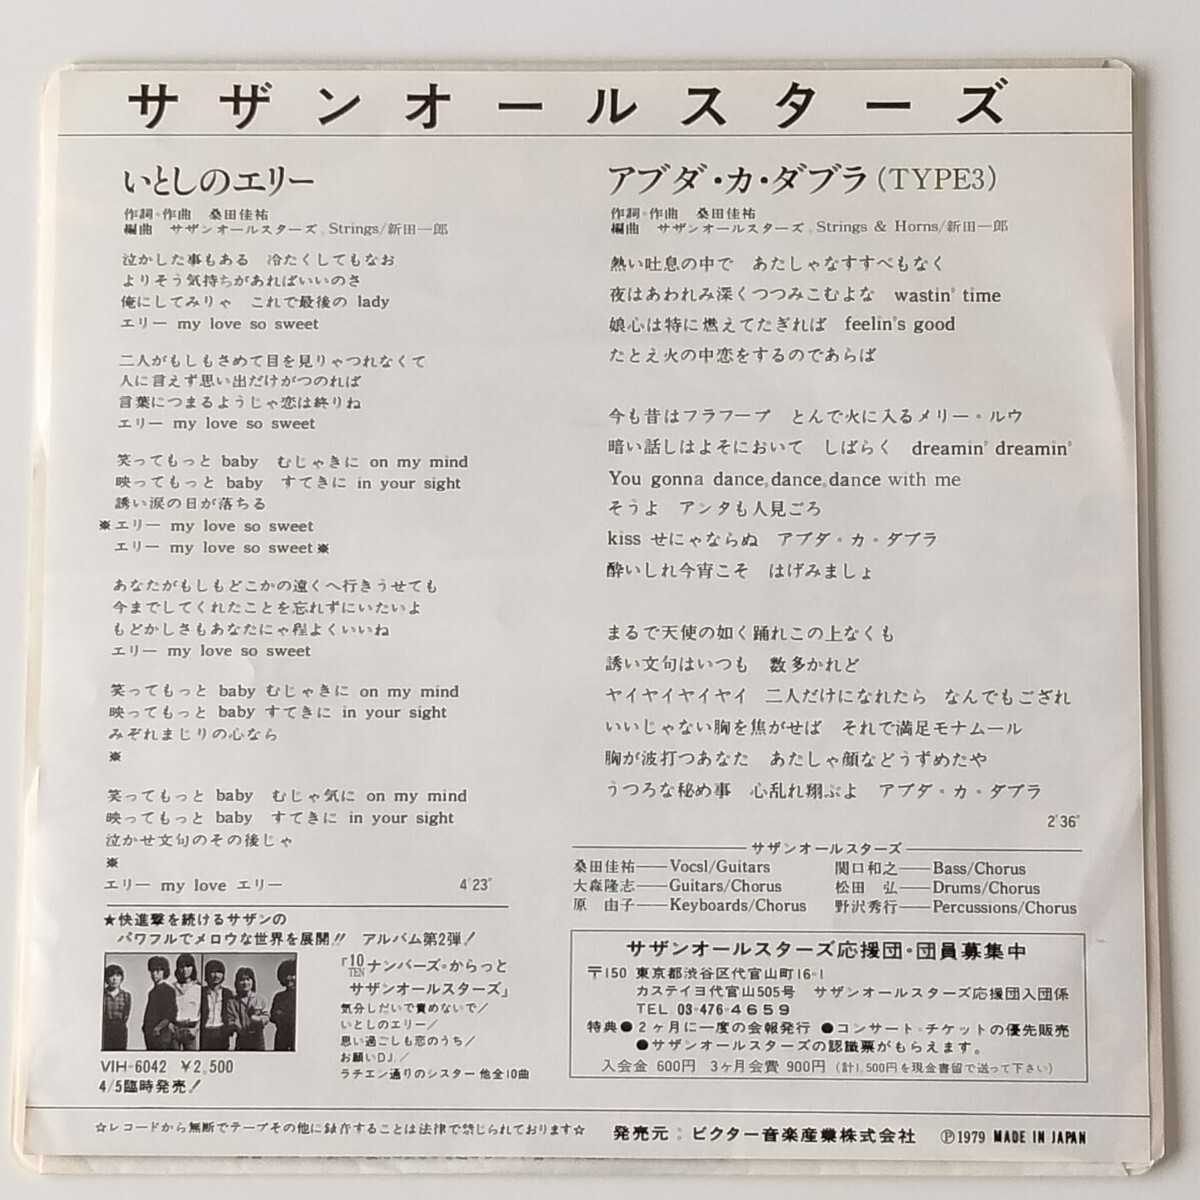 サザンオールスターズ
いとしのエリー
作詞・作曲 桑田佳祐
編曲 サザンオールスターズ。Strings/新田一郎
泣かした事もある 冷たくしてもなお
よりそう気持ちがあればいいのさ
俺にしてみりゃ これで最後の lady
エリー my love so sweet
二人がもしもさめて目を見りゃつれなくて
人に言えず思い出だけがつのれば
言葉につまるようじゃ恋は終りね
エリー my love so sweet
笑ってもっと baby むじゃきに on my mind
映ってもっと baby すてきに in your sight
誘い涙の日が落ちる
※エリー my love so sweet
エリー my love so sweet※
あなたがもしもどこかの遠くへ行きうせても
今までしてくれたことを忘れずにいたいよ
もどかしさもあなたにゃ程よくいいね
エリー my love so sweet
笑ってもっと baby むじゃきに on my mind
映ってもっと baby すてきに in your sight
みぞれまじりの心なら
※
笑ってもっと baby むじゃ気に on my mind
映ってもっと baby すてきに in your sight
泣かせ文句のその後じゃ
※
エリー my love エリー 4'23"
★快進撃を続けるサザンの
パワフルでメロウな世界を展開!! アルバム第2弾!
「10ナンバーズ・からっと
TEN
サザンオールスターズ」
気分しだいで責めないで/
いとしのエリー/
思い過ごしも恋のうち/
お願いD.J./
ラチエン通りのシスター 他全10曲
VIH-6042 ¥2,500
4/5臨時発売!
アブダ・カ・ダブラ(TYPE3)
作詞・作曲 桑田佳祐
編曲 サザンオールスターズ。Strings & Horns/新田一郎
熱い吐息の中で あたしゃなすすべもなく
夜はあわれみ深くつつみこむよな wastin' time
娘心は特に燃えてたぎれば feelin's good
たとえ火の中恋をするのであらば
今も昔はフラフープ とんで火に入るメリー・ルウ
暗い話しはよそにおいて しばらく dreamin' dreamin'
You gonna dance, dance, dance with me
そうよ アンタも人見ごろ
kiss せにゃならぬ アブダ・カ・ダブラ
酔いしれ今宵こそ はげみましょ
まるで天使の如く踊れこの上なくも
誘い文句はいつも 数多かれど
ヤイヤイヤイヤイ 二人だけになれたら なんでもござれ
いいじゃない胸を焦がせば それで満足モナムール
胸が波打つあなた あたしゃ顔などうずめたや
うつろな秘め事 心乱れ翔ぶよ アブダ・カ・ダブラ
2'36"
サザンオールスターズ
桑田佳祐――Vocsl/Guitars 関口和之――Bass/Chorus
大森隆志――Guitars/Chorus 松田 弘――Drums/Chorus
原 由子――Keyboards/Chorus 野沢秀行――Percussions/Chorus
サザンオールスターズ応援団・団員募集中
〒150 東京都渋谷区代官山町16-1
カステイヨ代官山505号 サザンオールスターズ応援団入団係
TEL 03-476-4659
特典●2ヶ月に一度の会報発行 ●コンサート・チケットの優先販売
●サザンオールスターズの認識票がもらえます。
入会金 600円 3ヶ月会費 900円 (計1,500円を現金書留で送って下さい)
☆レコードから無断でテープその他に録音することは法律で禁じられております☆ 発売元:ビクター音楽産業株式会社 Ⓟ1979 MADE IN JAPAN